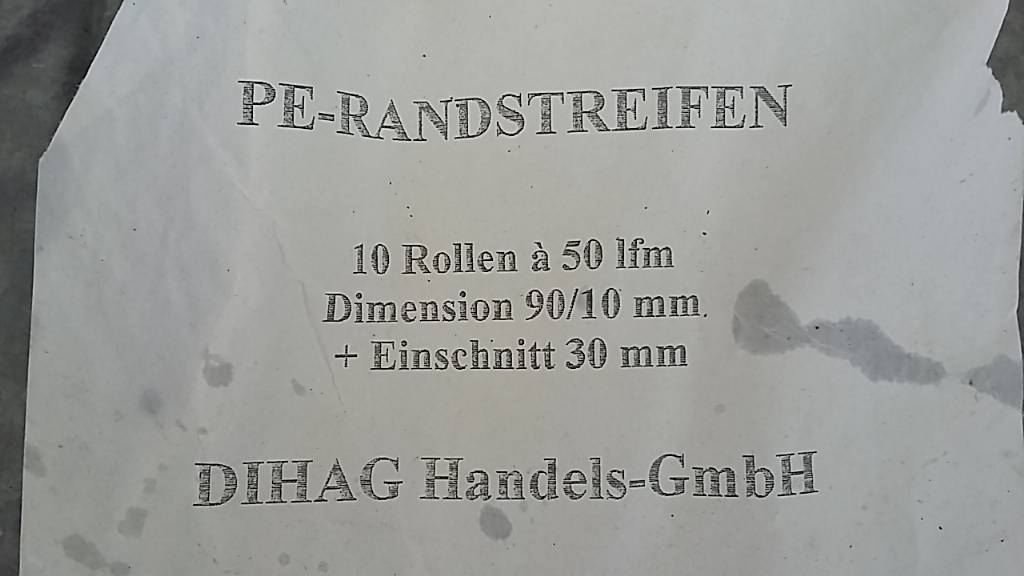 PE-RANDSTREIFEN
10 Rollen à 50 lfm
Dimension 90/10 mm
+ Einschnitt 30 mm
DIHAG Handels-GmbH